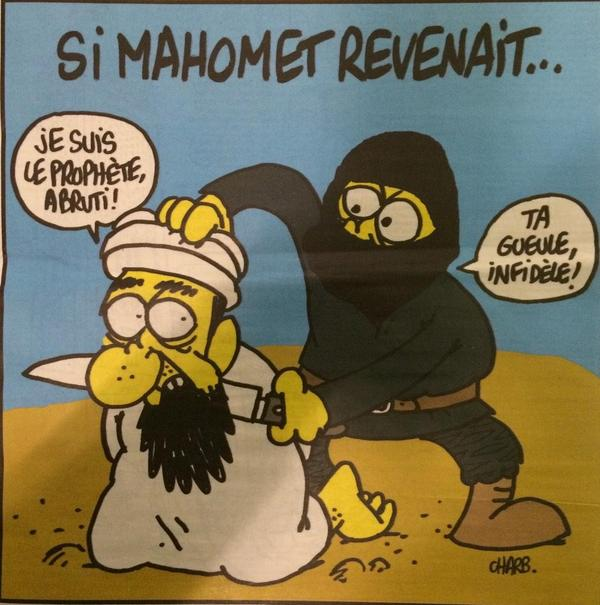 SI MAHOMET REVENAIT...
JE SUIS
LE PROPHÈTE,
ABRUTI!
TA
GUEULE,
INFIDÈLE!
CHARB.